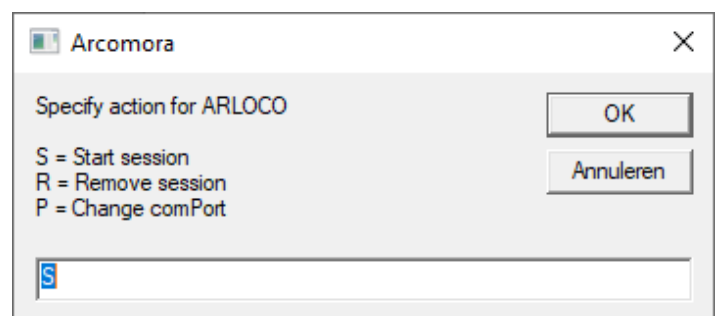 Arcomora
Specify action for ARLOCO
OK
S = Start session
R = Remove session
P = Change comPort
Annuleren
S